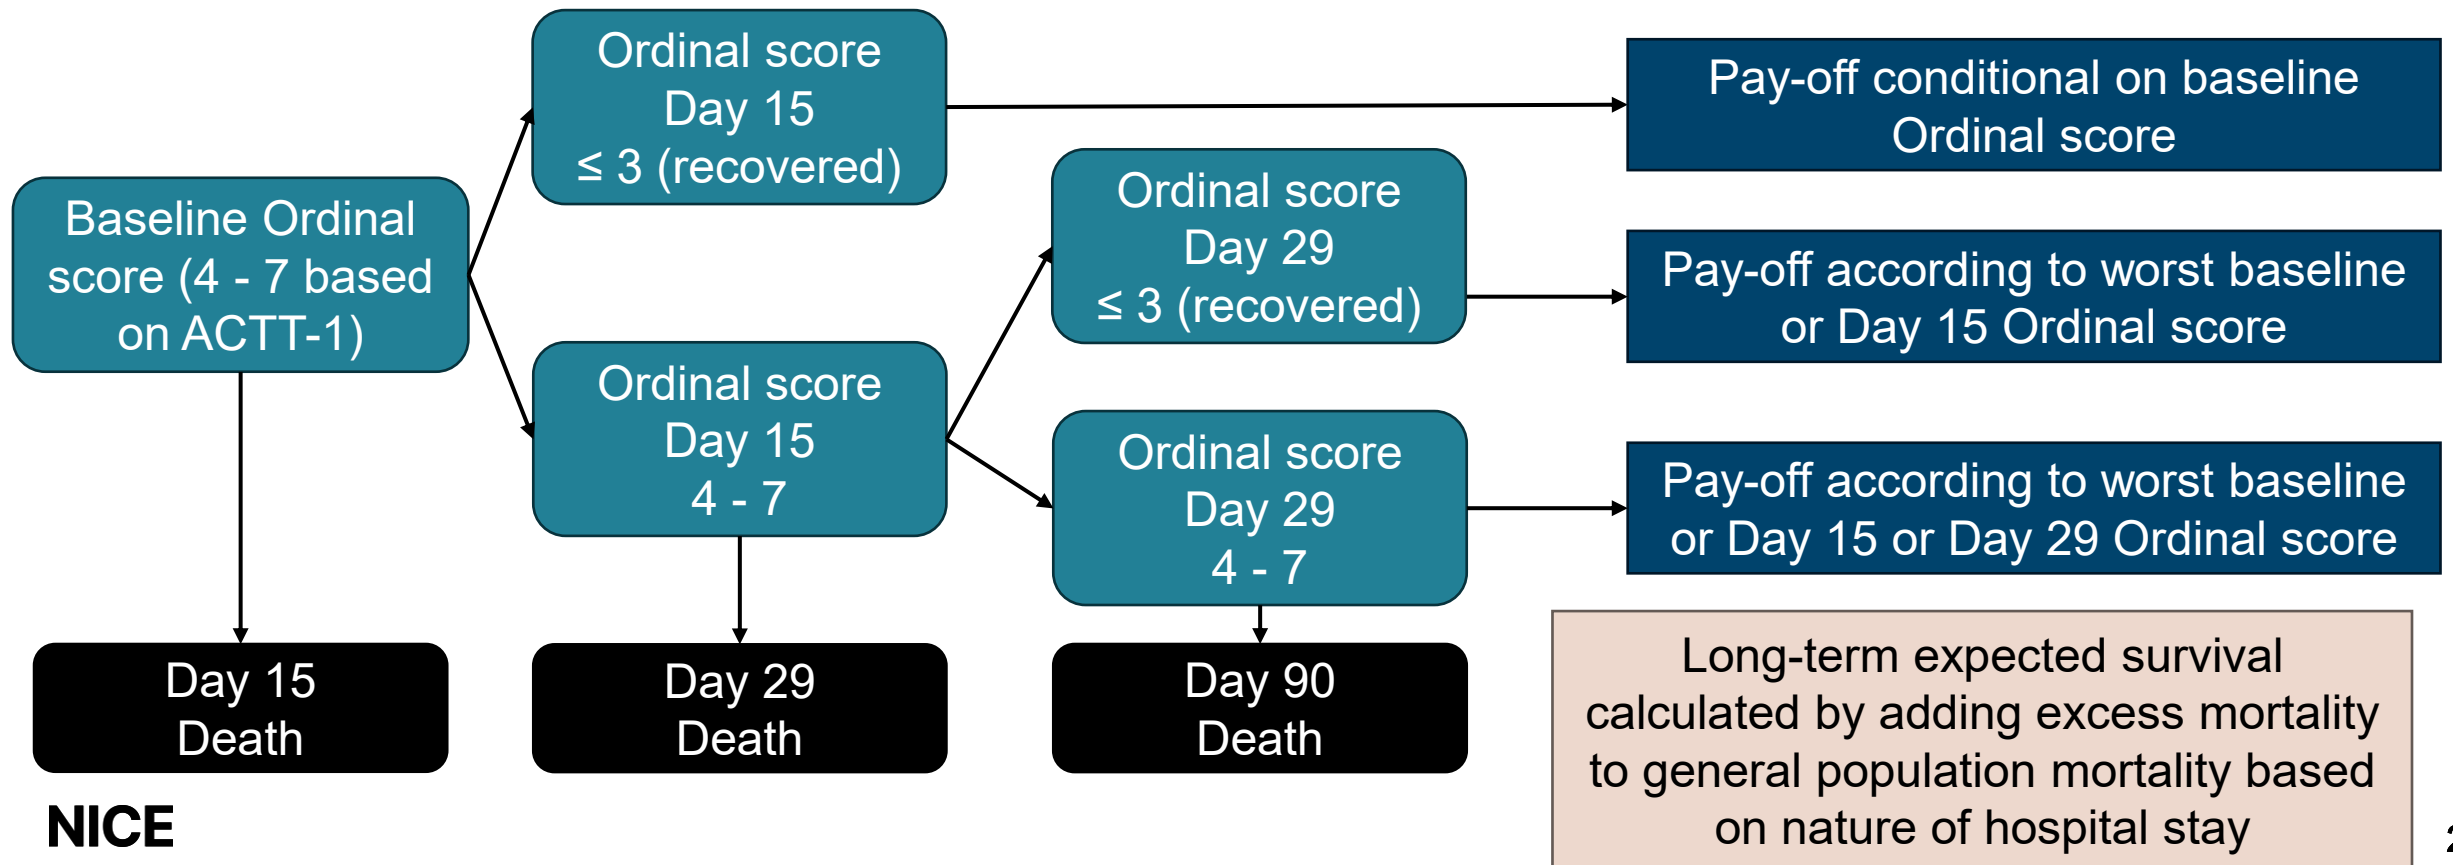 Ordinal score
Day 15
≤ 3 (recovered)
Pay-off conditional on baseline
Ordinal score
Baseline Ordinal
score (4 - 7 based
on ACTT-1)
Ordinal score
Day 29
≤ 3 (recovered)
Pay-off according to worst baseline
or Day 15 Ordinal score
Ordinal score
Day 15
4 - 7
Ordinal score
Day 29
4 - 7
Pay-off according to worst baseline
or Day 15 or Day 29 Ordinal score
Day 15
Death
Day 29
Death
Day 90
Death
Long-term expected survival
calculated by adding excess mortality
to general population mortality based
on nature of hospital stay
NICE